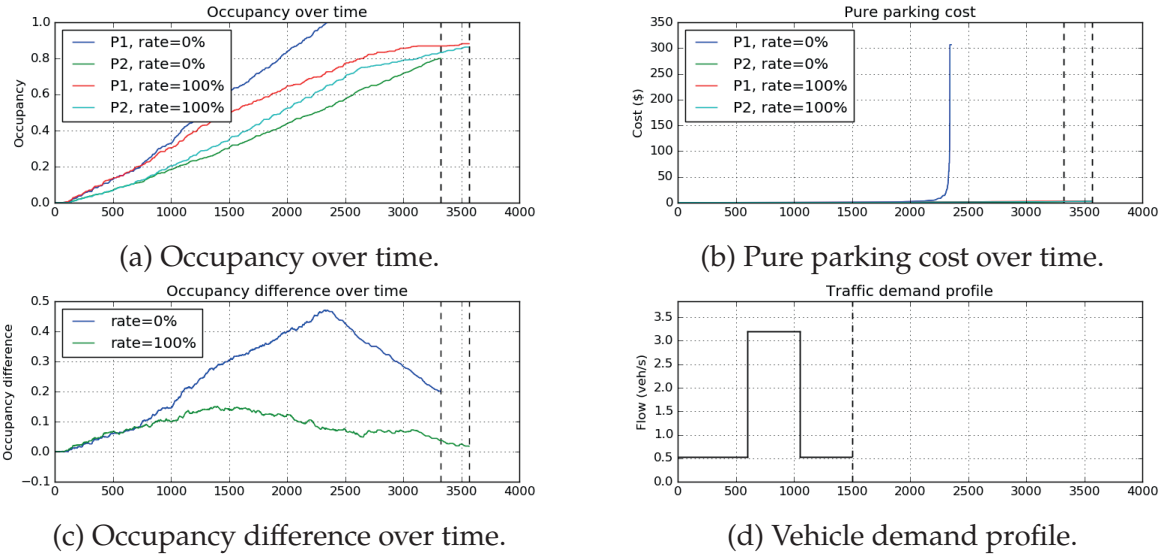 Occupancy over time
1.0
0.8
0.6
0.4
0.2
0.0
Occupancy
P1, rate=0%
P2, rate=0%
P1, rate=100%
P2, rate=100%
0 500 1000 1500 2000 2500 3000 3500 4000
(a) Occupancy over time.
Pure parking cost
350
300
250
200
150
100
50
0
Cost ($)
P1, rate=0%
P2, rate=0%
P1, rate=100%
P2, rate=100%
0 500 1000 1500 2000 2500 3000 3500 4000
(b) Pure parking cost over time.
Occupancy difference over time
0.5
0.4
0.3
0.2
0.1
0.0
−0.1
Occupancy difference
rate=0%
rate=100%
0 500 1000 1500 2000 2500 3000 3500 4000
(c) Occupancy difference over time.
Traffic demand profile
3.5
3.0
2.5
2.0
1.5
1.0
0.5
0.0
Flow (veh/s)
0 500 1000 1500 2000 2500 3000 3500 4000
(d) Vehicle demand profile.